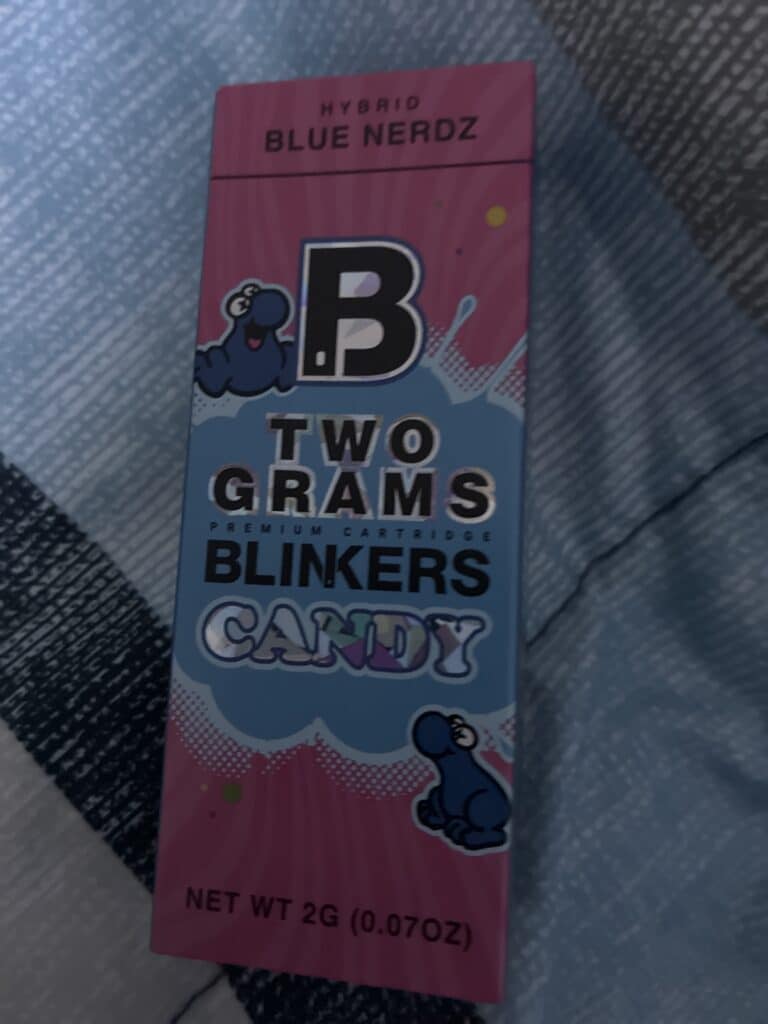 HYBRID
BLUE NERDZ
B
TWO
GRAMS
PREMIUM CARTRIDGE
BLINKERS
CANDY
NET WT 2G (0.07OZ)